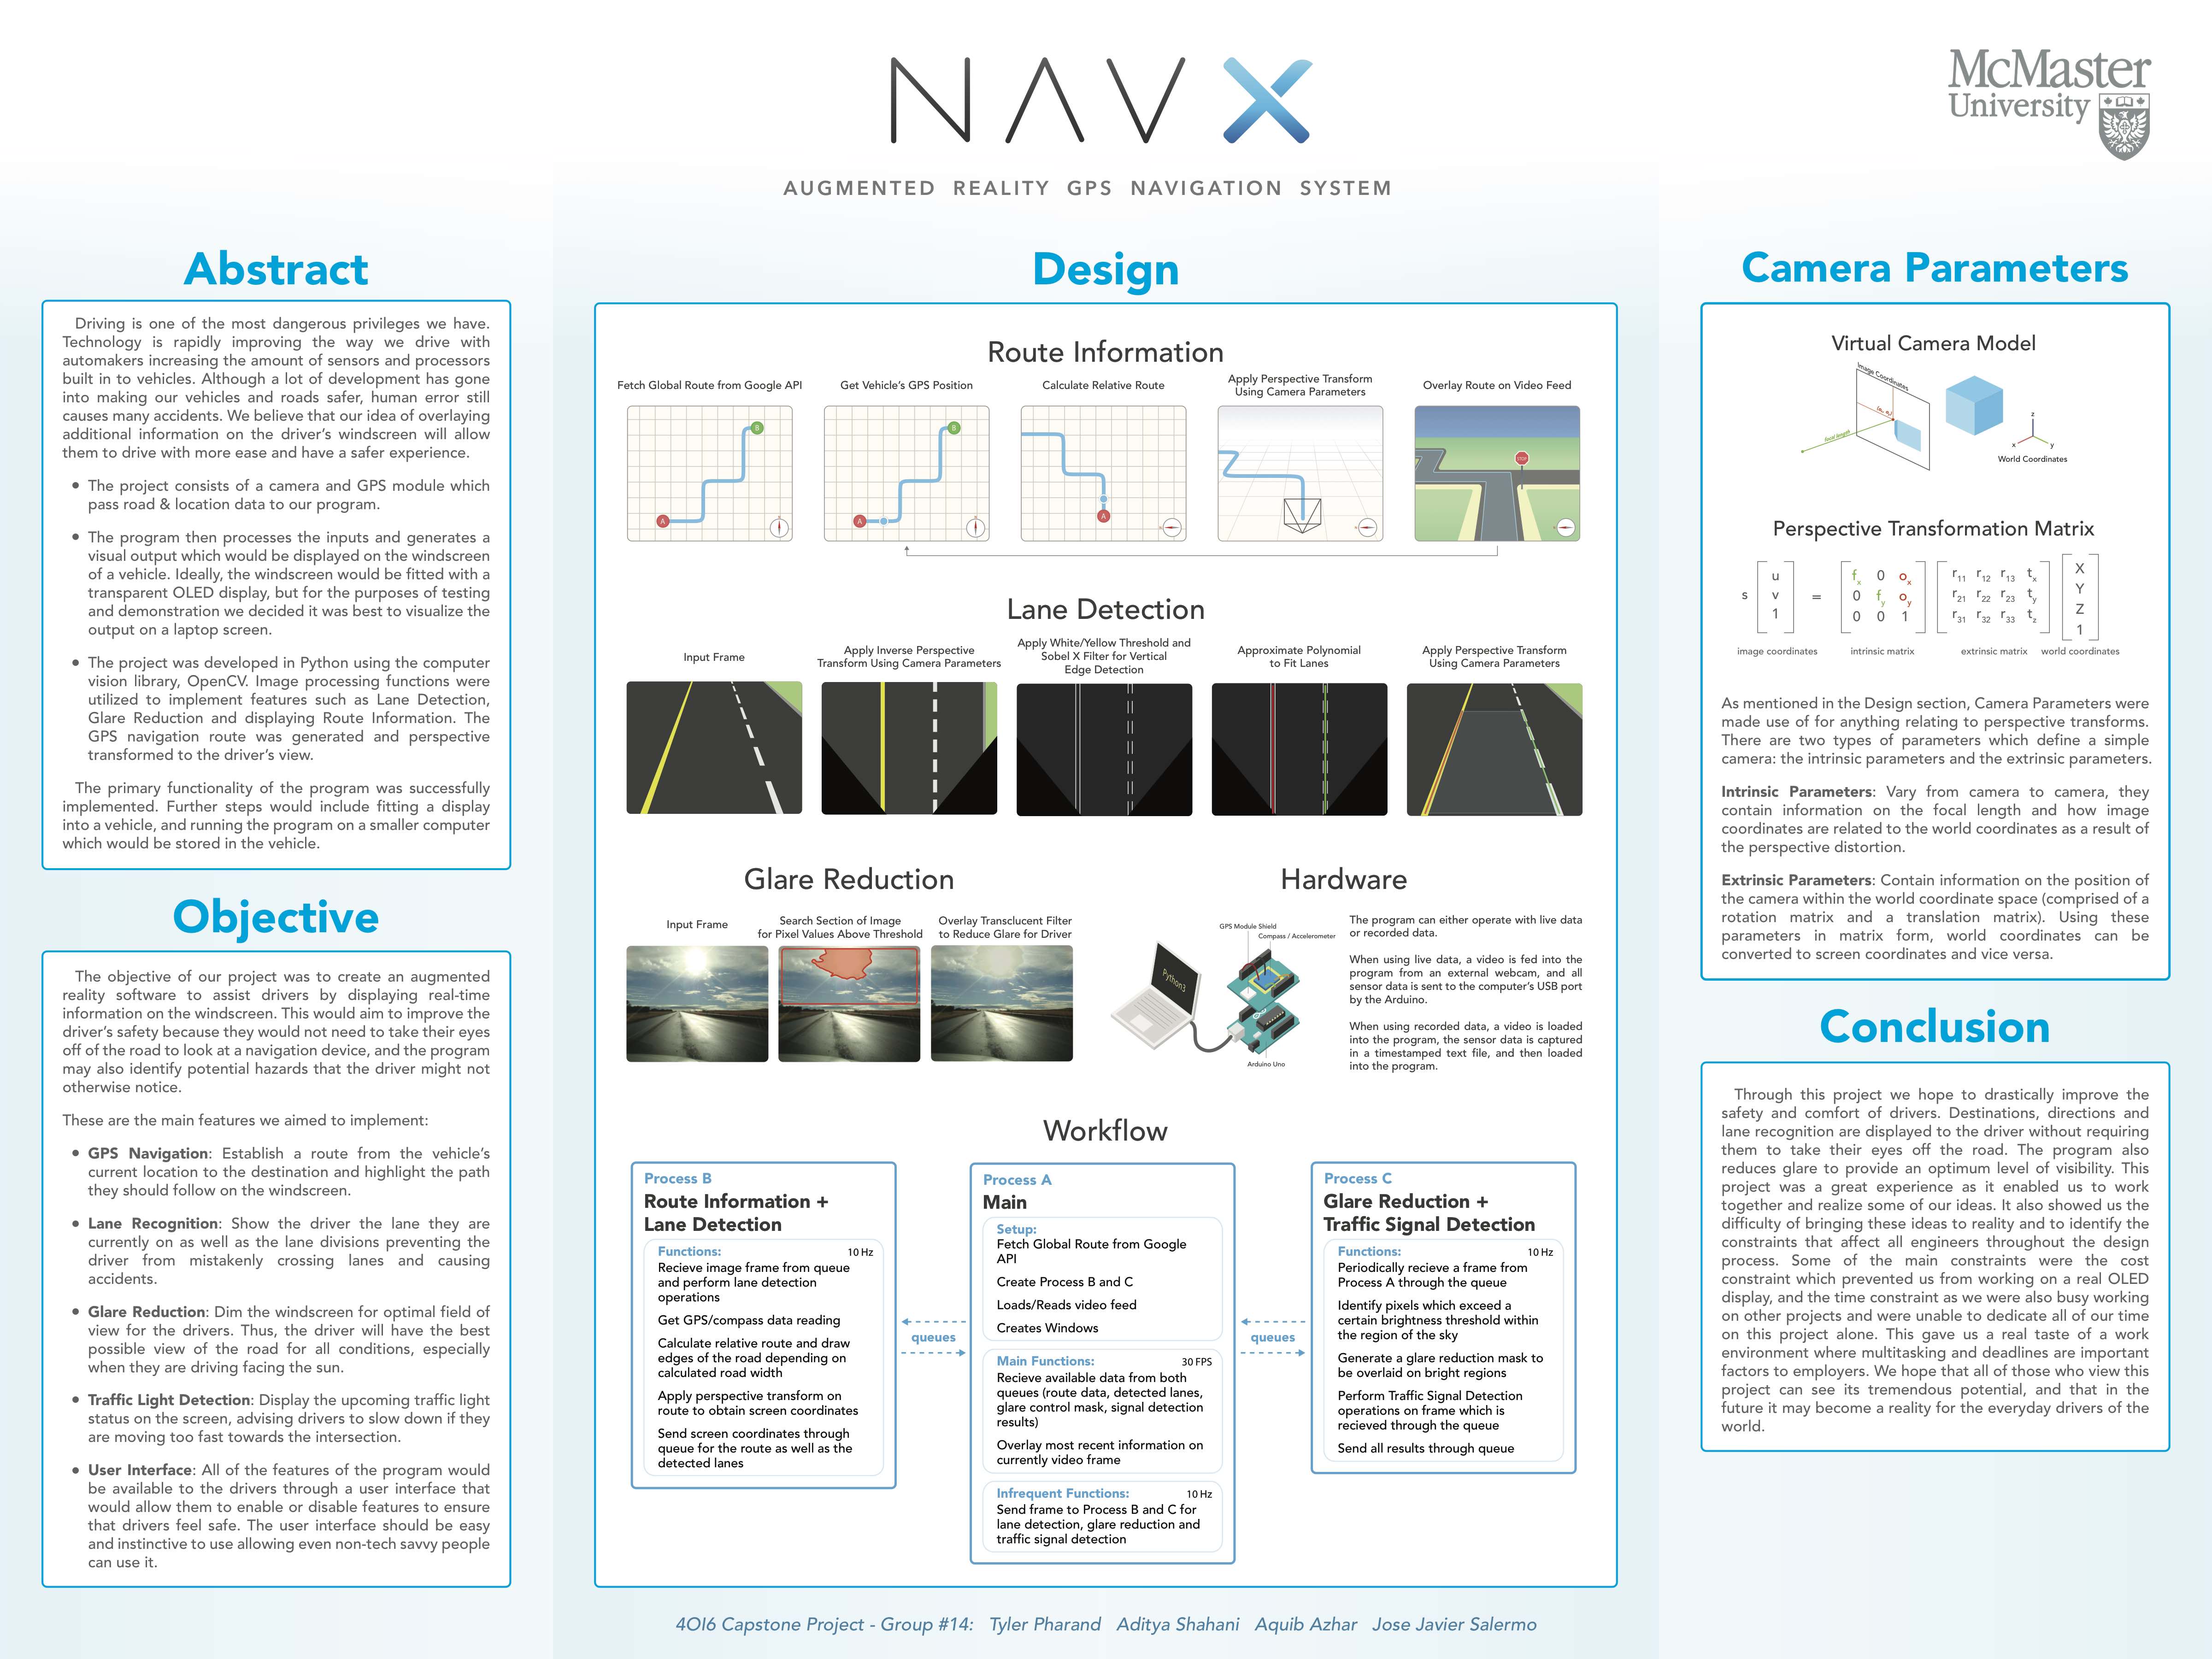 NAVX
McMaster
University
AUGMENTED REALITY GPS NAVIGATION SYSTEM
Abstract
Driving is one of the most dangerous privileges we have.
Technology is rapidly improving the way we drive with
automakers increasing the amount of sensors and processors
built in to vehicles. Although a lot of development has gone
into making our vehicles and roads safer, human error still
causes many accidents. We believe that our idea of overlaying
additional information on the driver's windscreen will allow
them to drive with more ease and have a safer experience.
• The project consists of a camera and GPS module which
pass road & location data to our program.
• The program then processes the inputs and generates a
visual output which would be displayed on the windscreen
of a vehicle. Ideally, the windscreen would be fitted with a
transparent OLED display, but for the purposes of testing
and demonstration we decided it was best to visualize the
output on a laptop screen.
• The project was developed in Python using the computer
vision library, OpenCV. Image processing functions were
utilized to implement features such as Lane Detection,
Glare Reduction and displaying Route Information. The
GPS navigation route was generated and perspective
transformed to the driver's view.
The primary functionality of the program was successfully
implemented. Further steps would include fitting a display
into a vehicle, and running the program on a smaller computer
which would be stored in the vehicle.
Objective
The objective of our project was to create an augmented
reality software to assist drivers by displaying real-time
information on the windscreen. This would aim to improve the
driver's safety because they would not need to take their eyes
off of the road to look at a navigation device, and the program
may also identify potential hazards that the driver might not
otherwise notice.
These are the main features we aimed to implement:
• GPS Navigation: Establish a route from the vehicle's
current location to the destination and highlight the path
they should follow on the windscreen.
• Lane Recognition: Show the driver the lane they are
currently on as well as the lane divisions preventing the
driver from mistakenly crossing lanes and causing
accidents.
• Glare Reduction: Dim the windscreen for optimal field of
view for the drivers. Thus, the driver will have the best
possible view of the road for all conditions, especially
when they are driving facing the sun.
• Traffic Light Detection: Display the upcoming traffic light
status on the screen, advising drivers to slow down if they
are moving too fast towards the intersection.
• User Interface: All of the features of the program would
be available to the drivers through a user interface that
would allow them to enable or disable features to ensure
that drivers feel safe. The user interface should be easy
and instinctive to use allowing even non-tech savvy people
can use it.
Design
Route Information
Fetch Global Route from Google API
A
B
Get Vehicle's GPS Position
A
B
Calculate Relative Route
A
Apply Perspective Transform
Using Camera Parameters
Overlay Route on Video Feed
STOP
Lane Detection
Input Frame
Apply Inverse Perspective
Transform Using Camera Parameters
Apply White/Yellow Threshold and
Sobel X Filter for Vertical
Edge Detection
Approximate Polynomial
to Fit Lanes
Apply Perspective Transform
Using Camera Parameters
Glare Reduction
Input Frame
Search Section of Image
for Pixel Values Above Threshold
Overlay Transclucent Filter
to Reduce Glare for Driver
Hardware
GPS Module Shield
Compass / Accelerometer
Python3
Arduino Uno
The program can either operate with live data
or recorded data.
When using live data, a video is fed into the
program from an external webcam, and all
sensor data is sent to the computer's USB port
by the Arduino.
When using recorded data, a video is loaded
into the program, the sensor data is captured
in a timestamped text file, and then loaded
into the program.
Workflow
Process B
Route Information +
Lane Detection
Functions: 10 Hz
Recieve image frame from queue
and perform lane detection
operations
Get GPS/compass data reading
Calculate relative route and draw
edges of the road depending on
calculated road width
Apply perspective transform on
route to obtain screen coordinates
Send screen coordinates through
queue for the route as well as the
detected lanes
queues
Process A
Main
Setup:
Fetch Global Route from Google
API
Create Process B and C
Loads/Reads video feed
Creates Windows
Main Functions: 30 FPS
Recieve available data from both
queues (route data, detected lanes,
glare control mask, signal detection
results)
Overlay most recent information on
currently video frame
Infrequent Functions: 10 Hz
Send frame to Process B and C for
lane detection, glare reduction and
traffic signal detection
queues
Process C
Glare Reduction +
Traffic Signal Detection
Functions: 10 Hz
Periodically recieve a frame from
Process A through the queue
Identify pixels which exceed a
certain brightness threshold within
the region of the sky
Generate a glare reduction mask to
be overlaid on bright regions
Perform Traffic Signal Detection
operations on frame which is
recieved through the queue
Send all results through queue
Camera Parameters
Virtual Camera Model
Image Coordinates
focal length
z
x
y
World Coordinates
Perspective Transformation Matrix
s [u v 1] = [fx 0 ox 0 fy oy 0 0 1] [r11 r12 r13 tx r21 r22 r23 ty r31 r32 r33 tz] [X Y Z 1]
image coordinates intrinsic matrix extrinsic matrix world coordinates
As mentioned in the Design section, Camera Parameters were
made use of for anything relating to perspective transforms.
There are two types of parameters which define a simple
camera: the intrinsic parameters and the extrinsic parameters.
Intrinsic Parameters: Vary from camera to camera, they
contain information on the focal length and how image
coordinates are related to the world coordinates as a result of
the perspective distortion.
Extrinsic Parameters: Contain information on the position of
the camera within the world coordinate space (comprised of a
rotation matrix and a translation matrix). Using these
parameters in matrix form, world coordinates can be
converted to screen coordinates and vice versa.
Conclusion
Through this project we hope to drastically improve the
safety and comfort of drivers. Destinations, directions and
lane recognition are displayed to the driver without requiring
them to take their eyes off the road. The program also
reduces glare to provide an optimum level of visibility. This
project was a great experience as it enabled us to work
together and realize some of our ideas. It also showed us the
difficulty of bringing these ideas to reality and to identify the
constraints that affect all engineers throughout the design
process. Some of the main constraints were the cost
constraint which prevented us from working on a real OLED
display, and the time constraint as we were also busy working
on other projects and were unable to dedicate all of our time
on this project alone. This gave us a real taste of a work
environment where multitasking and deadlines are important
factors to employers. We hope that all of those who view this
project can see its tremendous potential, and that in the
future it may become a reality for the everyday drivers of the
world.
4OI6 Capstone Project - Group #14: Tyler Pharand Aditya Shahani Aquib Azhar Jose Javier Salermo